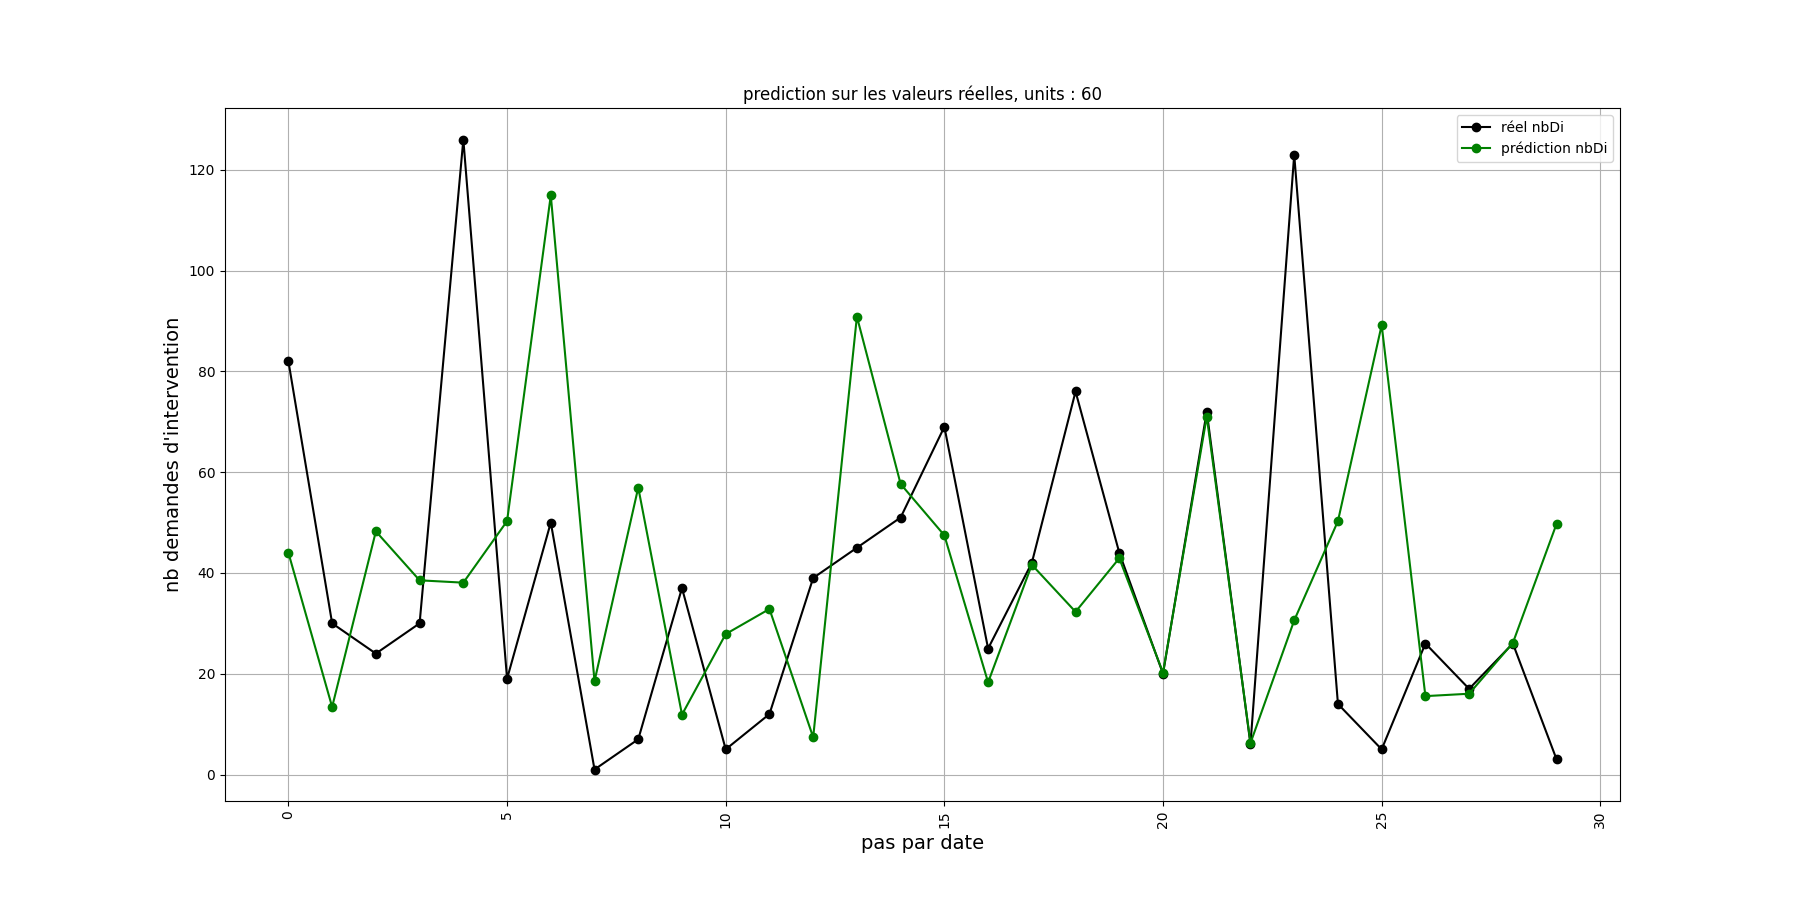 prediction sur les valeurs réelles, units : 60
réel nbDi
prédiction nbDi
nb demandes d'intervention
120
100
80
60
40
20
0
0
5
10
15
20
25
30
pas par date